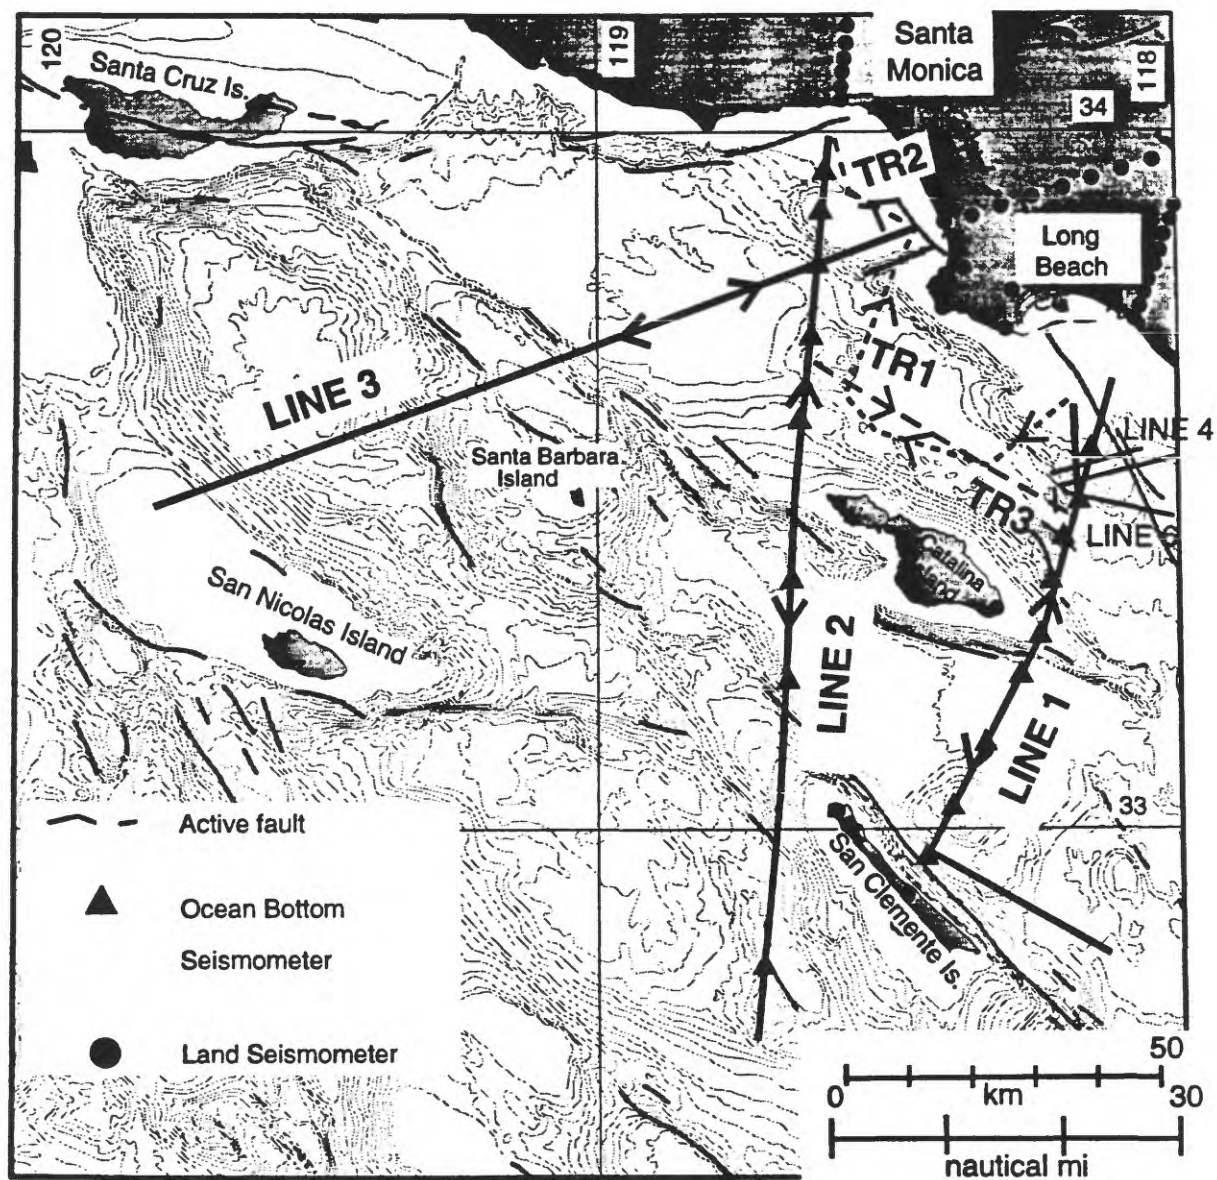 120
Santa Cruz Is.
119
Santa
Monica
118
34
TR2
Long
Beach
TR1
LINE 3
LINE 4
Santa Barbara
Island
TR3
LINE 6
Catalina
Island
San Nicolas Island
LINE 2
LINE 1
33
San Clemente Is.
Active fault
Ocean Bottom
Seismometer
Land Seismometer
50
km
0 30
nautical mi